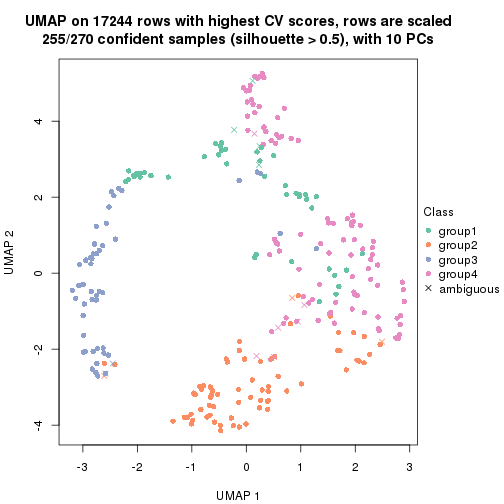 UMAP on 17244 rows with highest CV scores, rows are scaled
255/270 confident samples (silhouette > 0.5), with 10 PCs
4
2
0
-2
-4
UMAP 2
-3 -2 -1 0 1 2 3
UMAP 1
Class
group1
group2
group3
group4
ambiguous